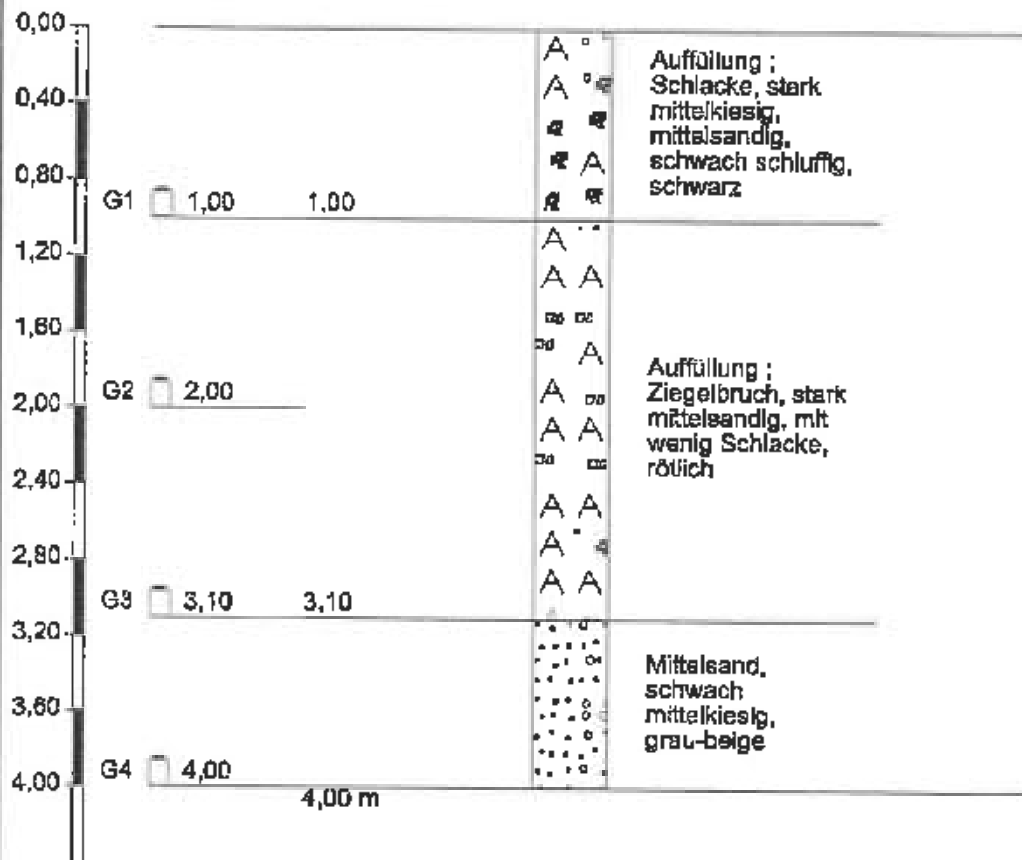 0,00
0,40
0,80
1,20
1,60
2,00
2,40
2,80
3,20
3,60
4,00
G1 1,00 1,00
G2 2,00
G3 3,10 3,10
G4 4,00
4,00 m
A
A
A
A
A A
A
A
A A
A A
A
A A
Auffüllung :
Schlacke, stark
mittelkiesig,
mittelsandig,
schwach schluffig,
schwarz
Auffüllung :
Ziegelbruch, stark
mittelsandig, mit
wenig Schlacke,
rötlich
Mittelsand,
schwach
mittelkiesig,
grau-beige